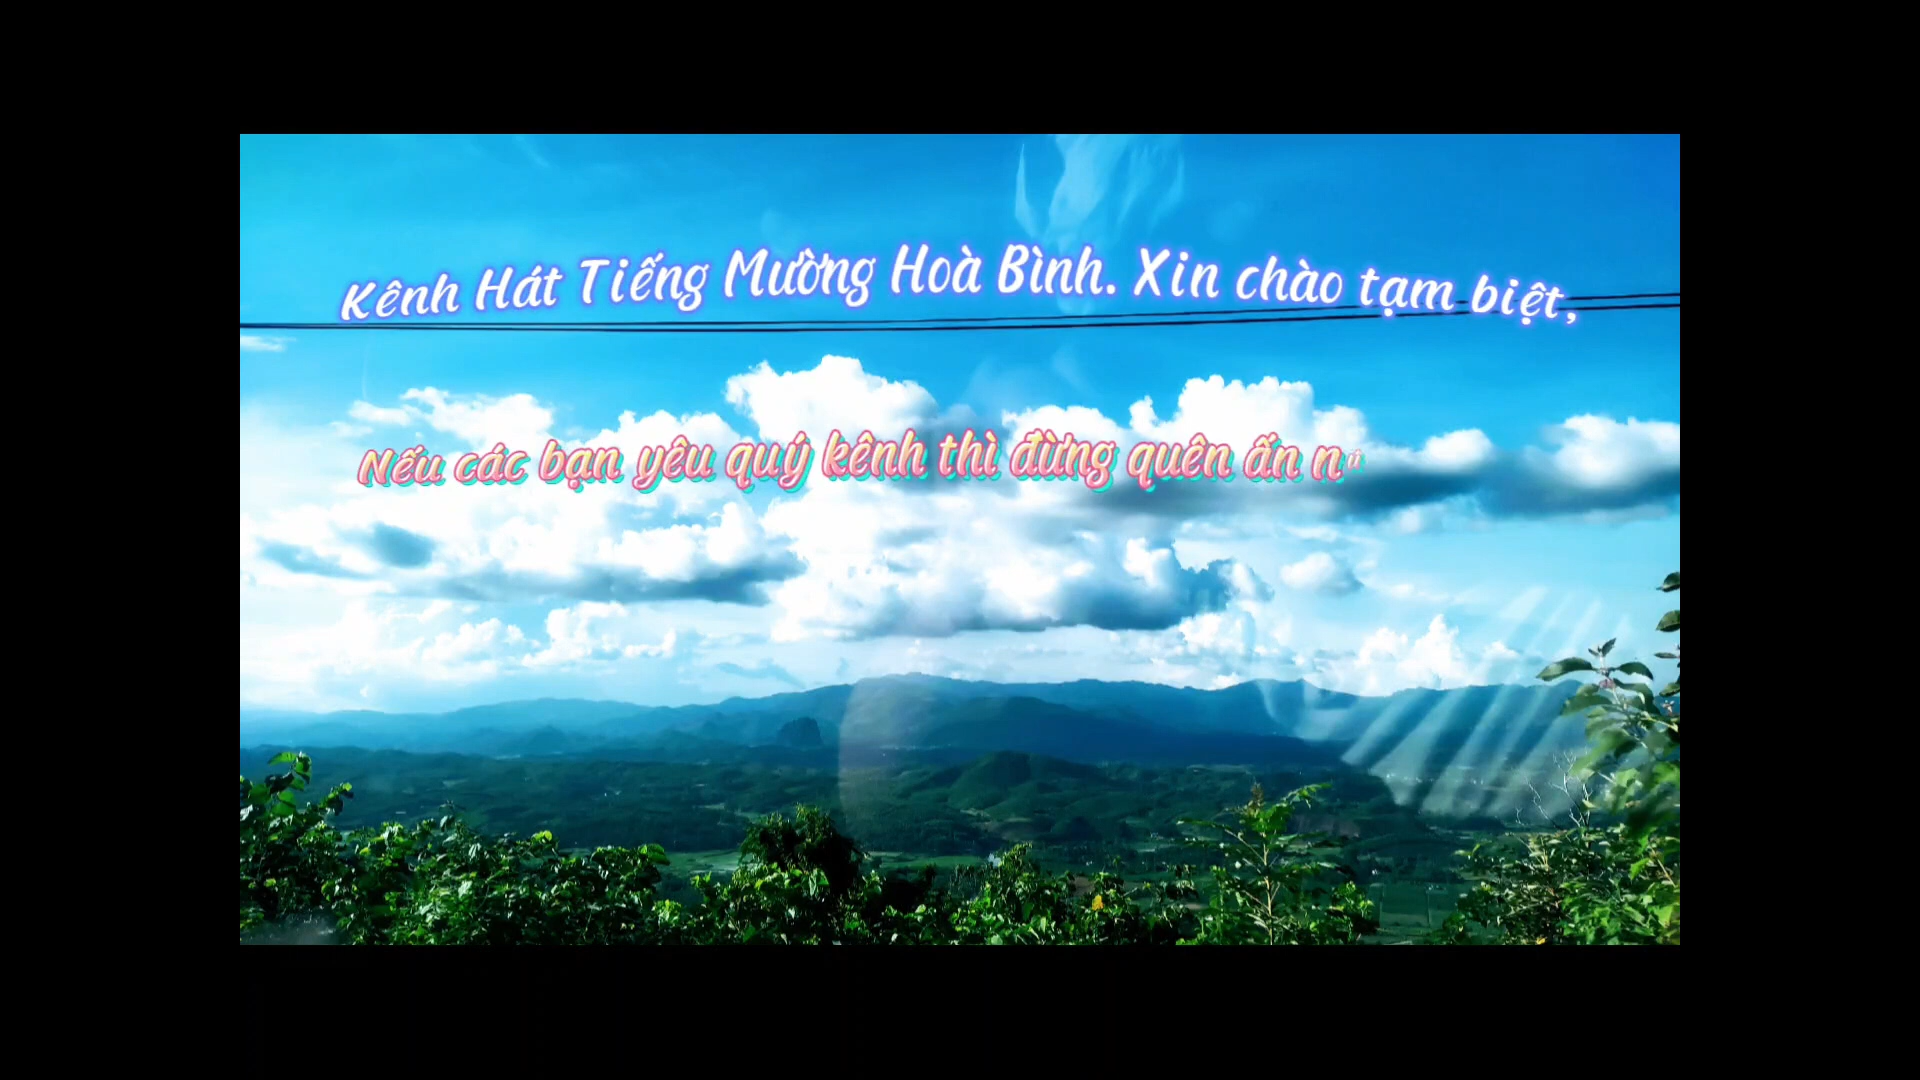 Kênh Hát Tiếng Mường Hoà Bình. Xin chào tạm biệt,
Nếu các bạn yêu quý kênh thì đừng quên ấn nú